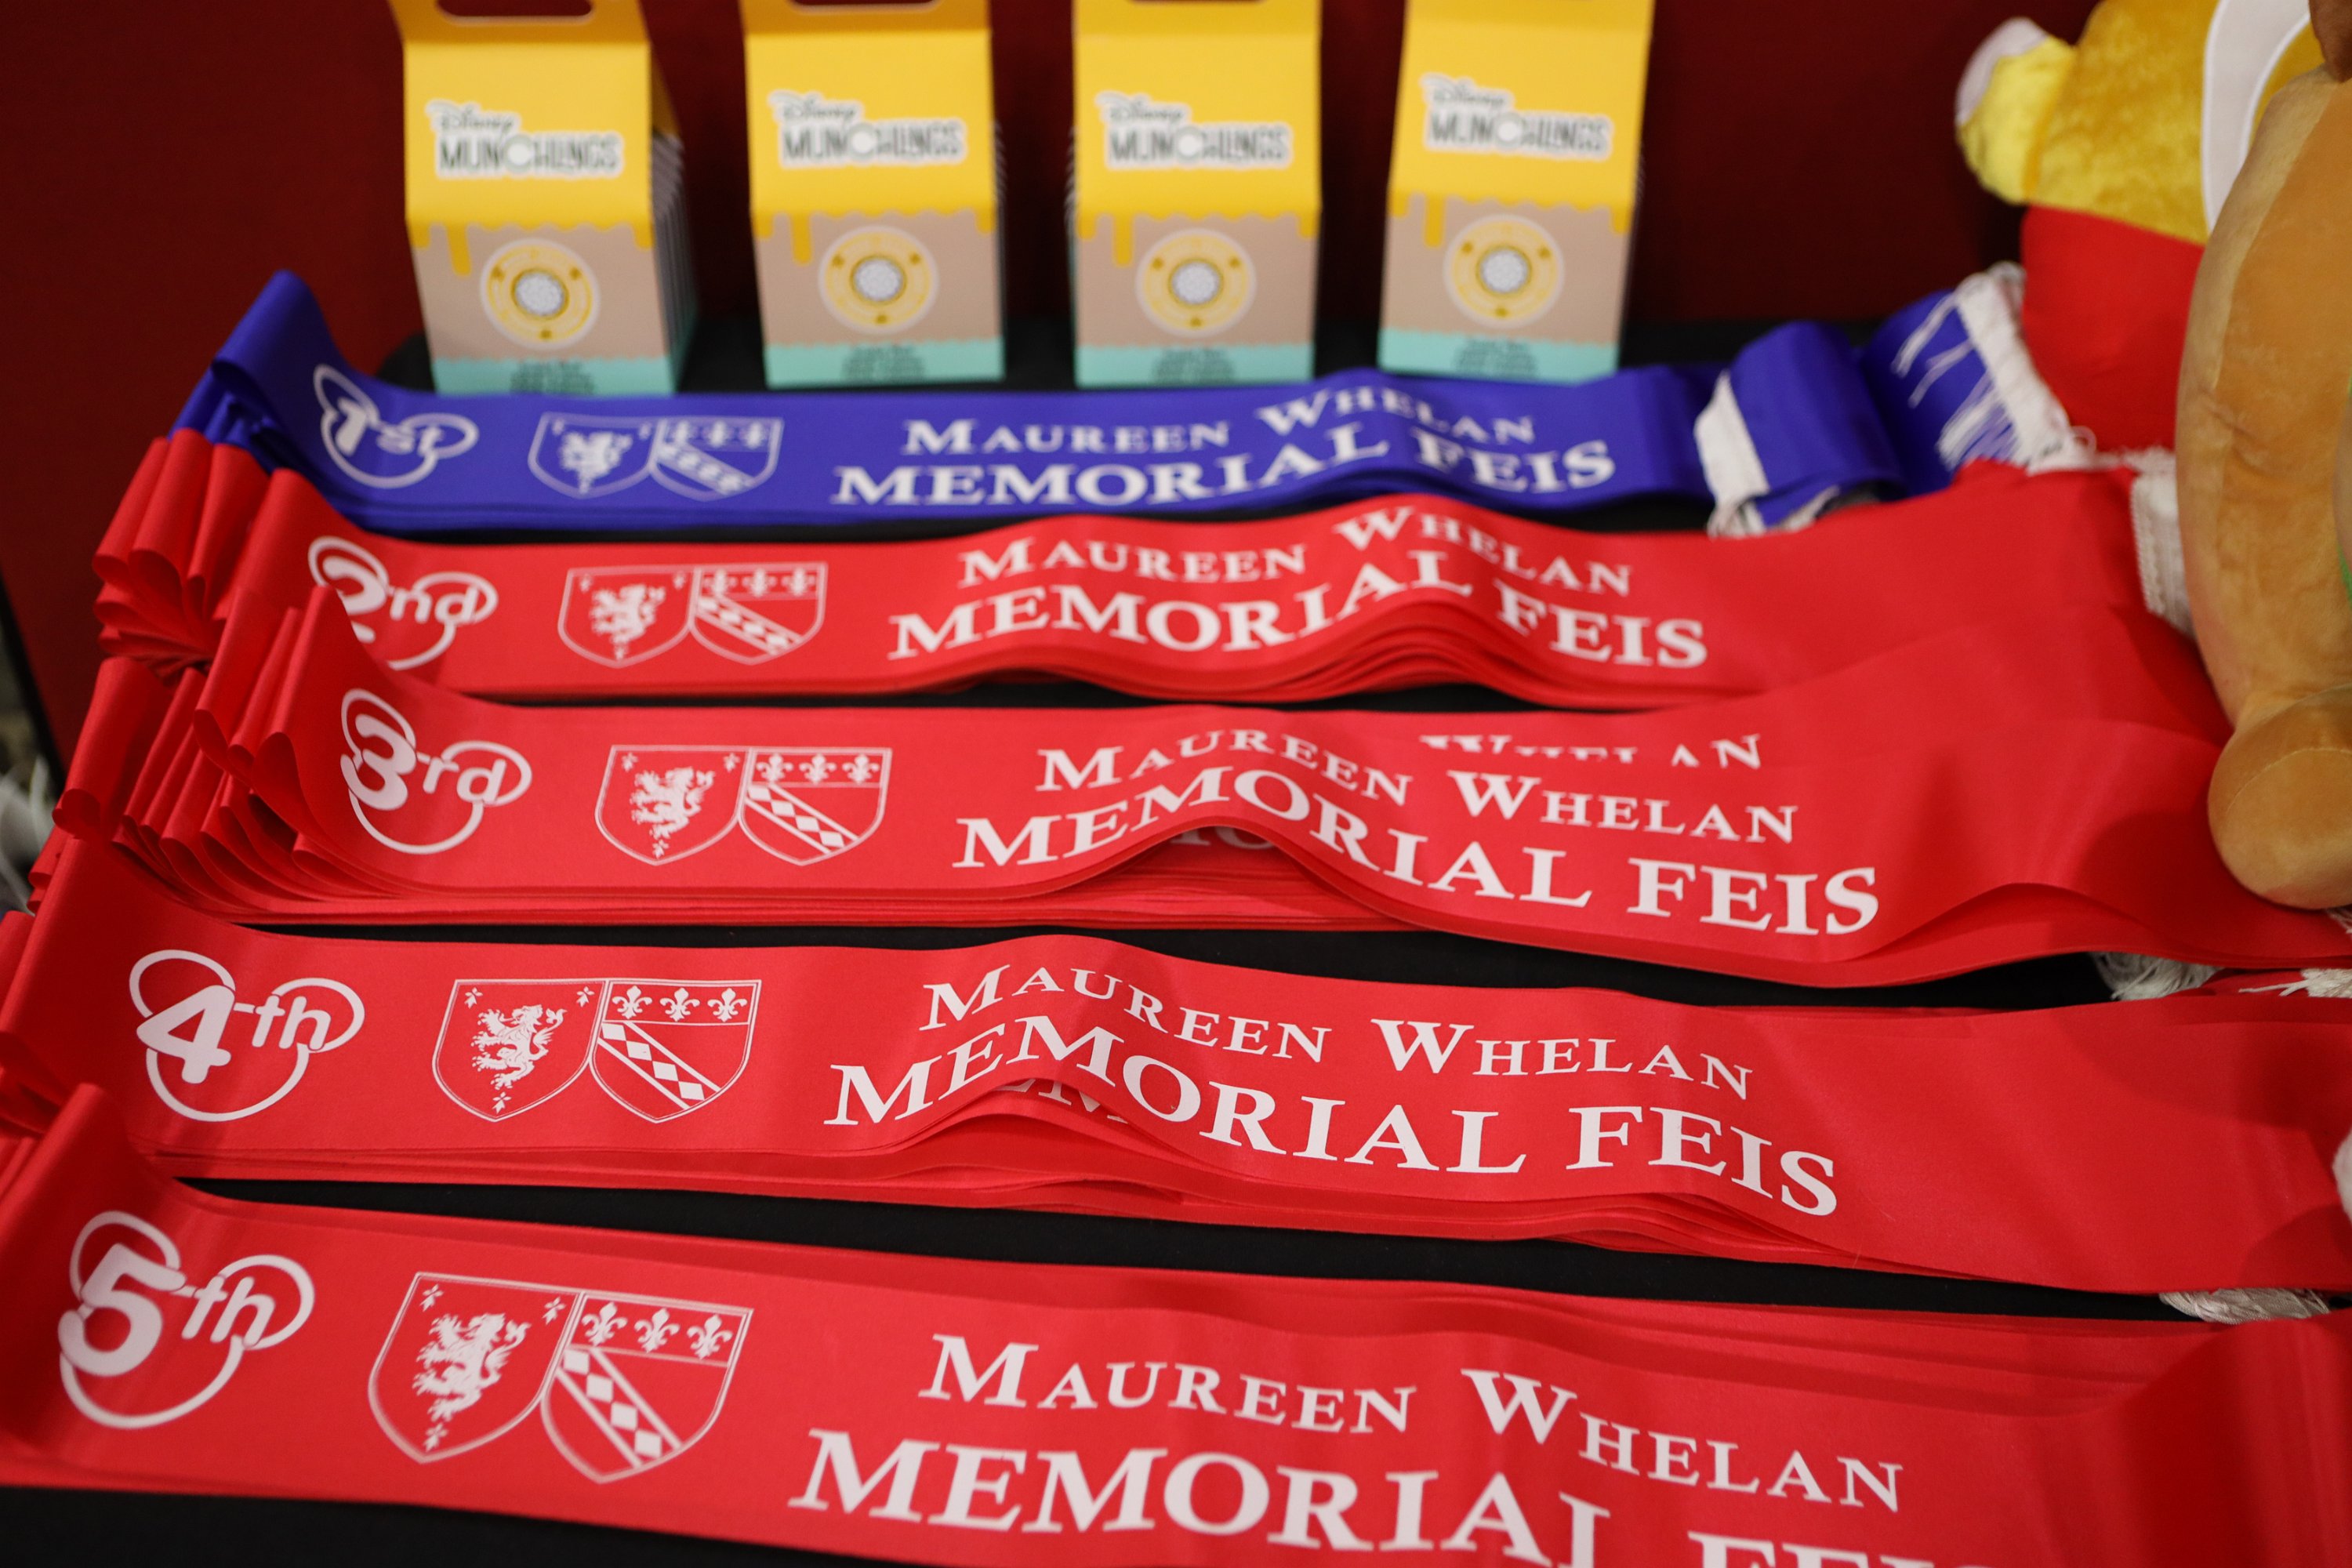 Disney
MUNCHLINGS
Disney
MUNCHLINGS
Disney
MUNCHLINGS
Disney
MUNCHLINGS
1st
MAUREEN WHELAN
MEMORIAL FEIS
2nd
MAUREEN WHELAN
MEMORIAL FEIS
3rd
MAUREEN WHELAN
MEMORIAL FEIS
4th
MAUREEN WHELAN
MEMORIAL FEIS
5th
MAUREEN WHELAN
MEMORIAL FEIS